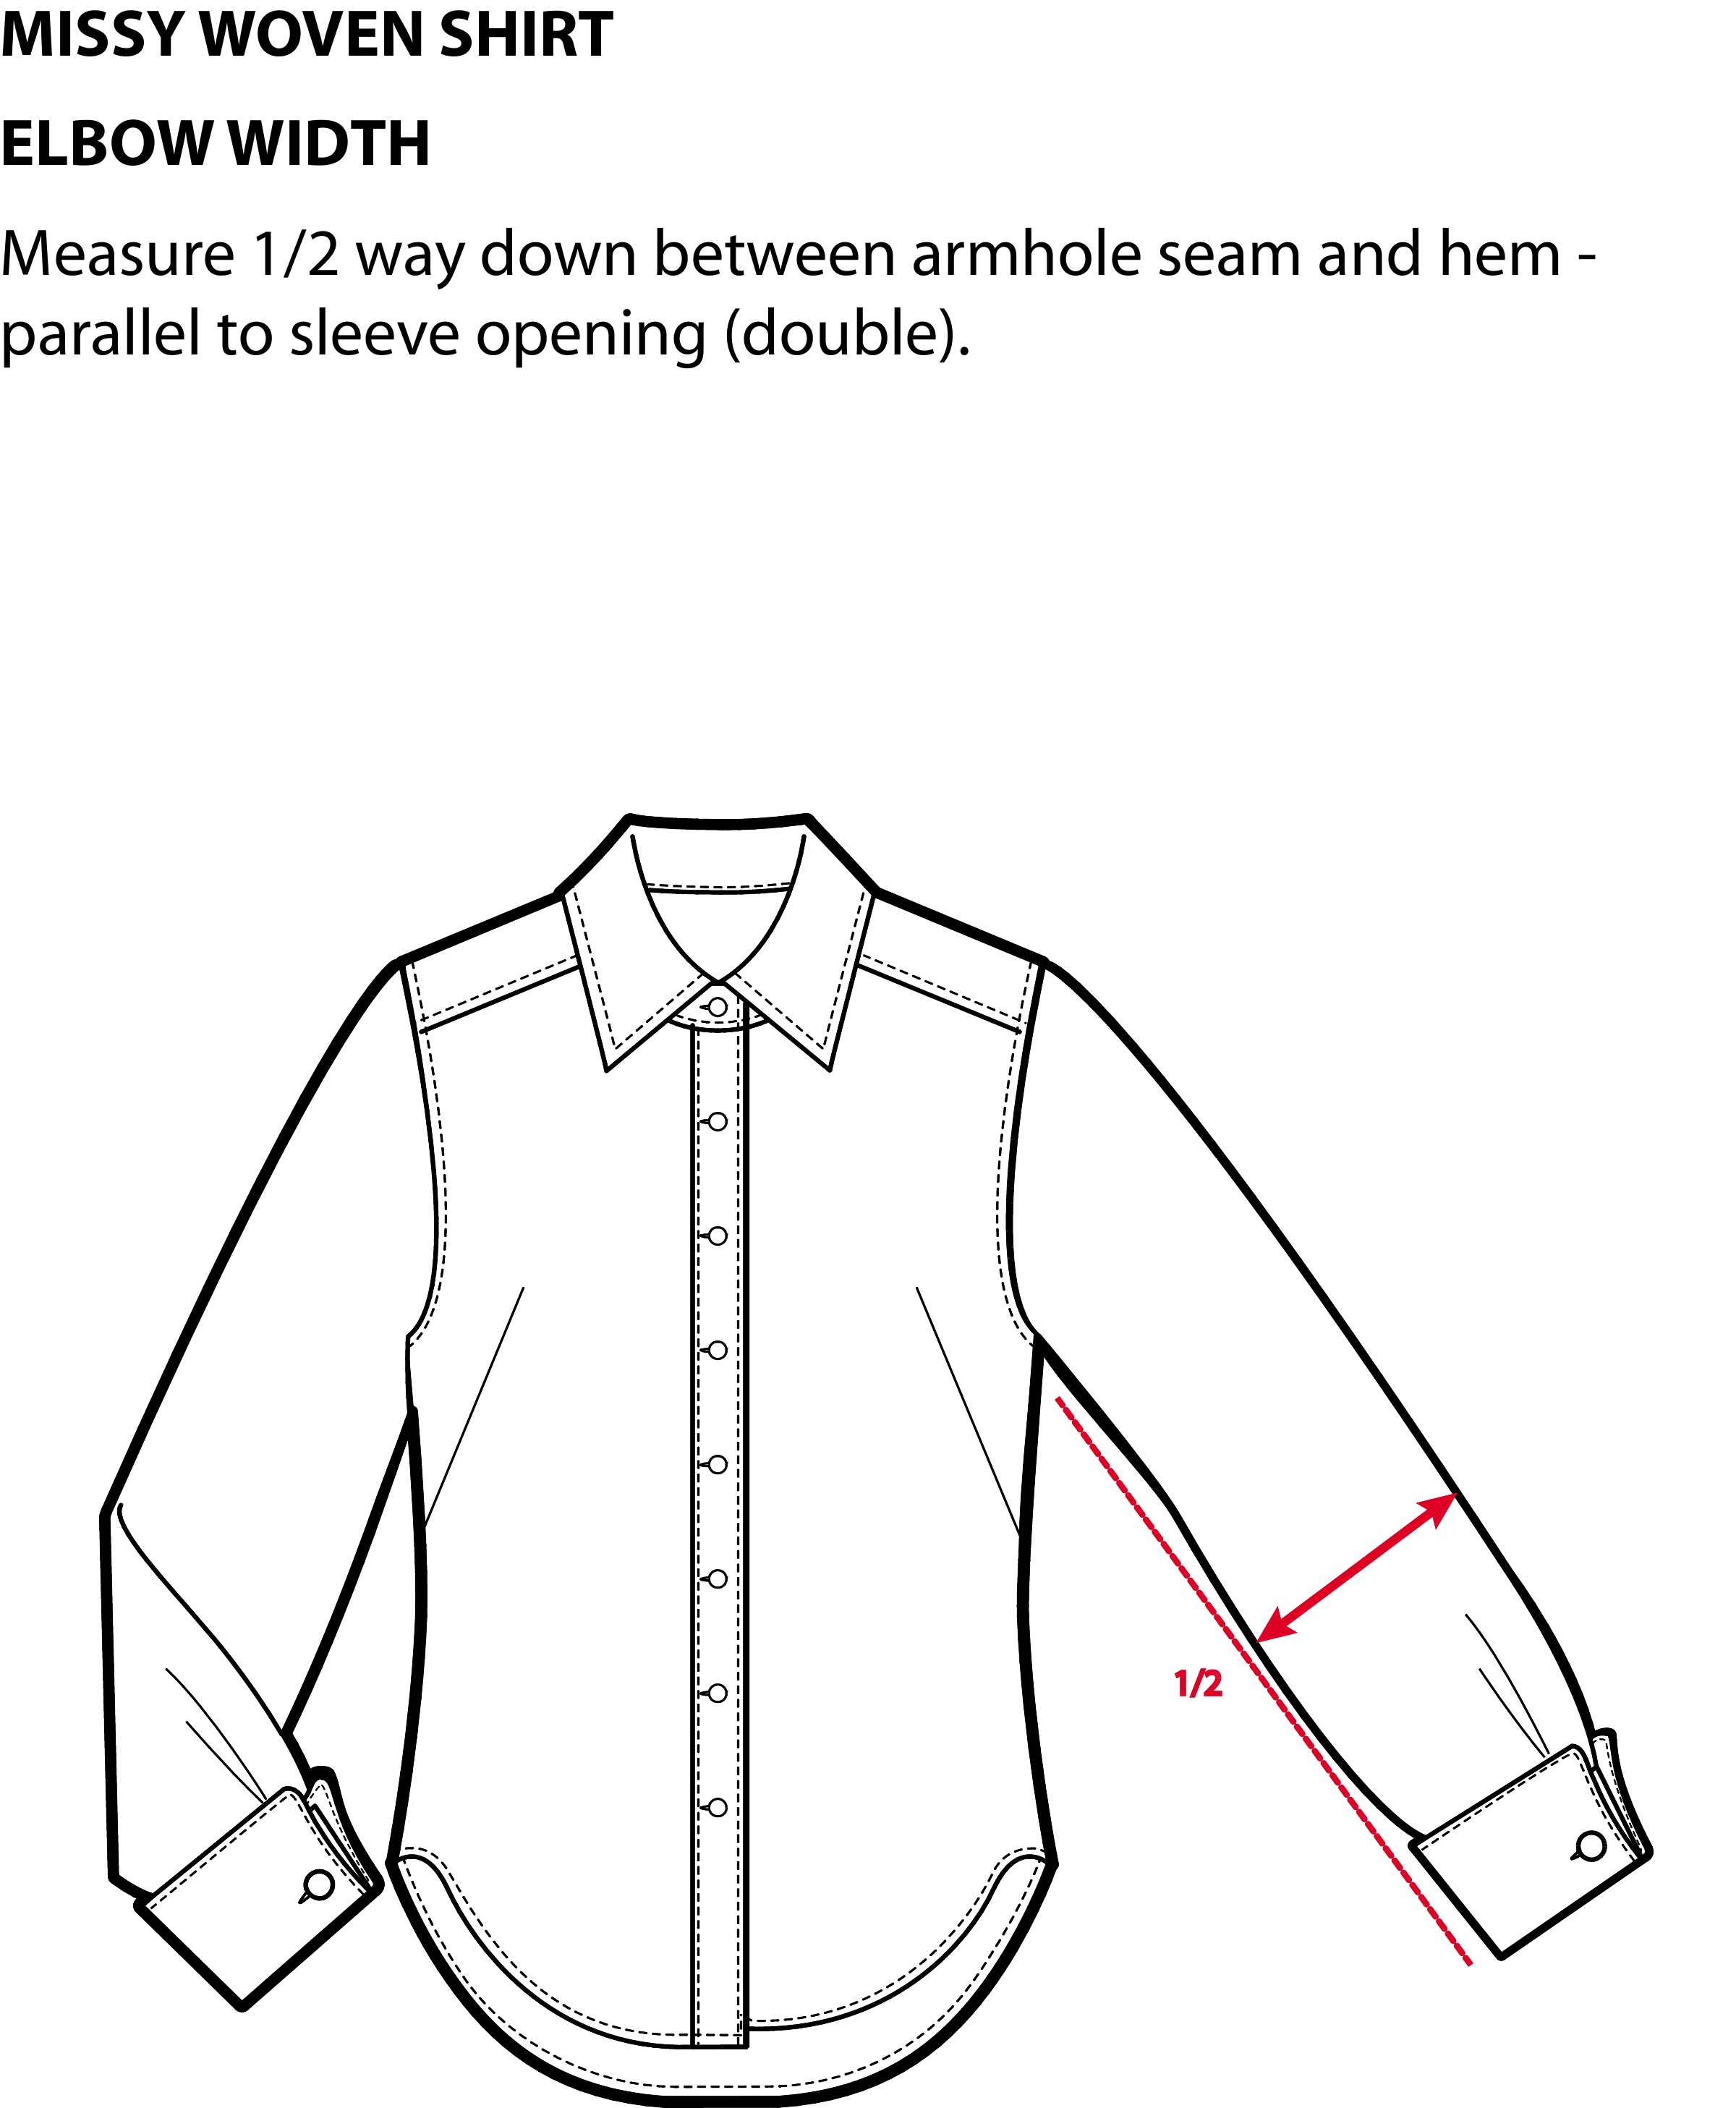 MISSY WOVEN SHIRT
ELBOW WIDTH
Measure 1/2 way down between armhole seam and hem -
parallel to sleeve opening (double).
1/2